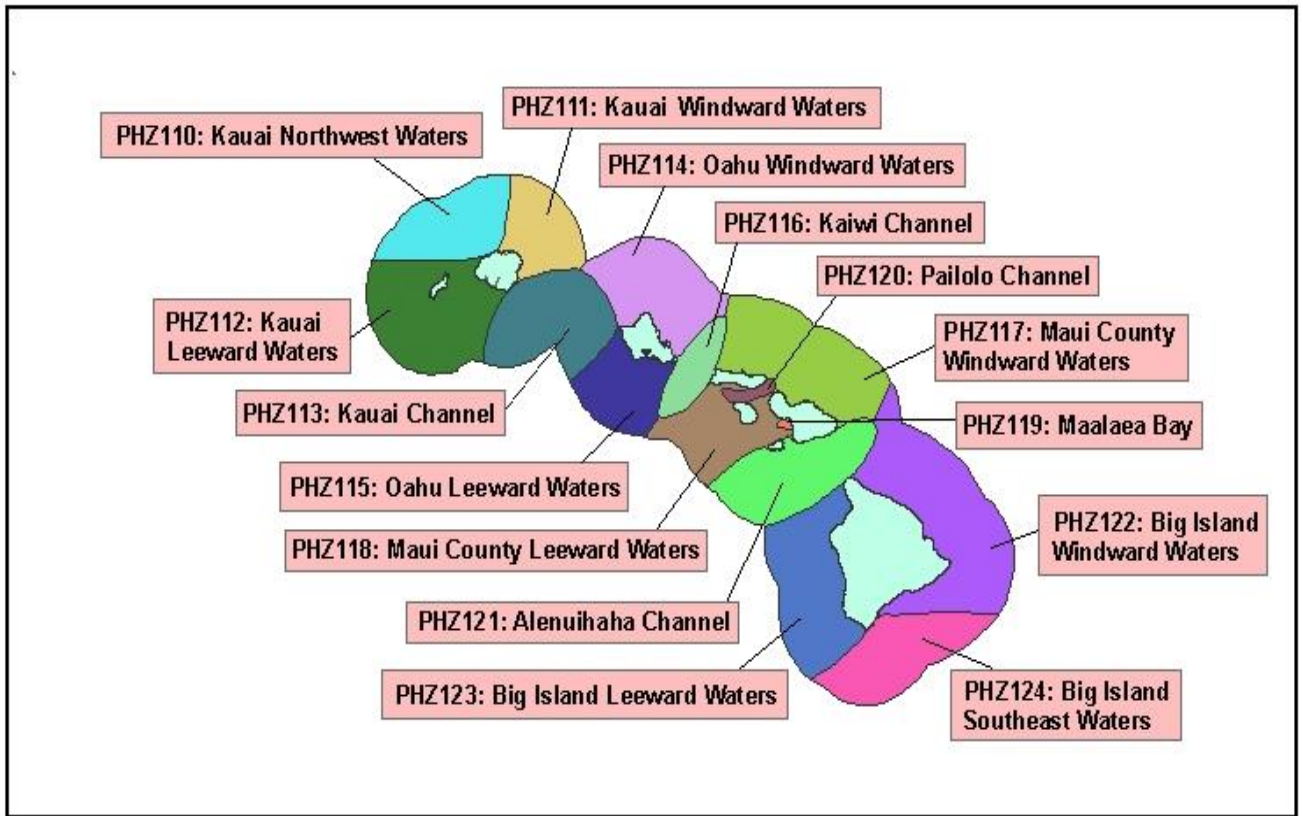 PHZ111: Kauai Windward Waters
PHZ110: Kauai Northwest Waters
PHZ114: Oahu Windward Waters
PHZ116: Kaiwi Channel
PHZ120: Pailolo Channel
PHZ112: Kauai
Leeward Waters
PHZ117: Maui County
Windward Waters
PHZ113: Kauai Channel
PHZ119: Maalaea Bay
PHZ115: Oahu Leeward Waters
PHZ122: Big Island
Windward Waters
PHZ118: Maui County Leeward Waters
PHZ121: Alenuihaha Channel
PHZ123: Big Island Leeward Waters
PHZ124: Big Island
Southeast Waters